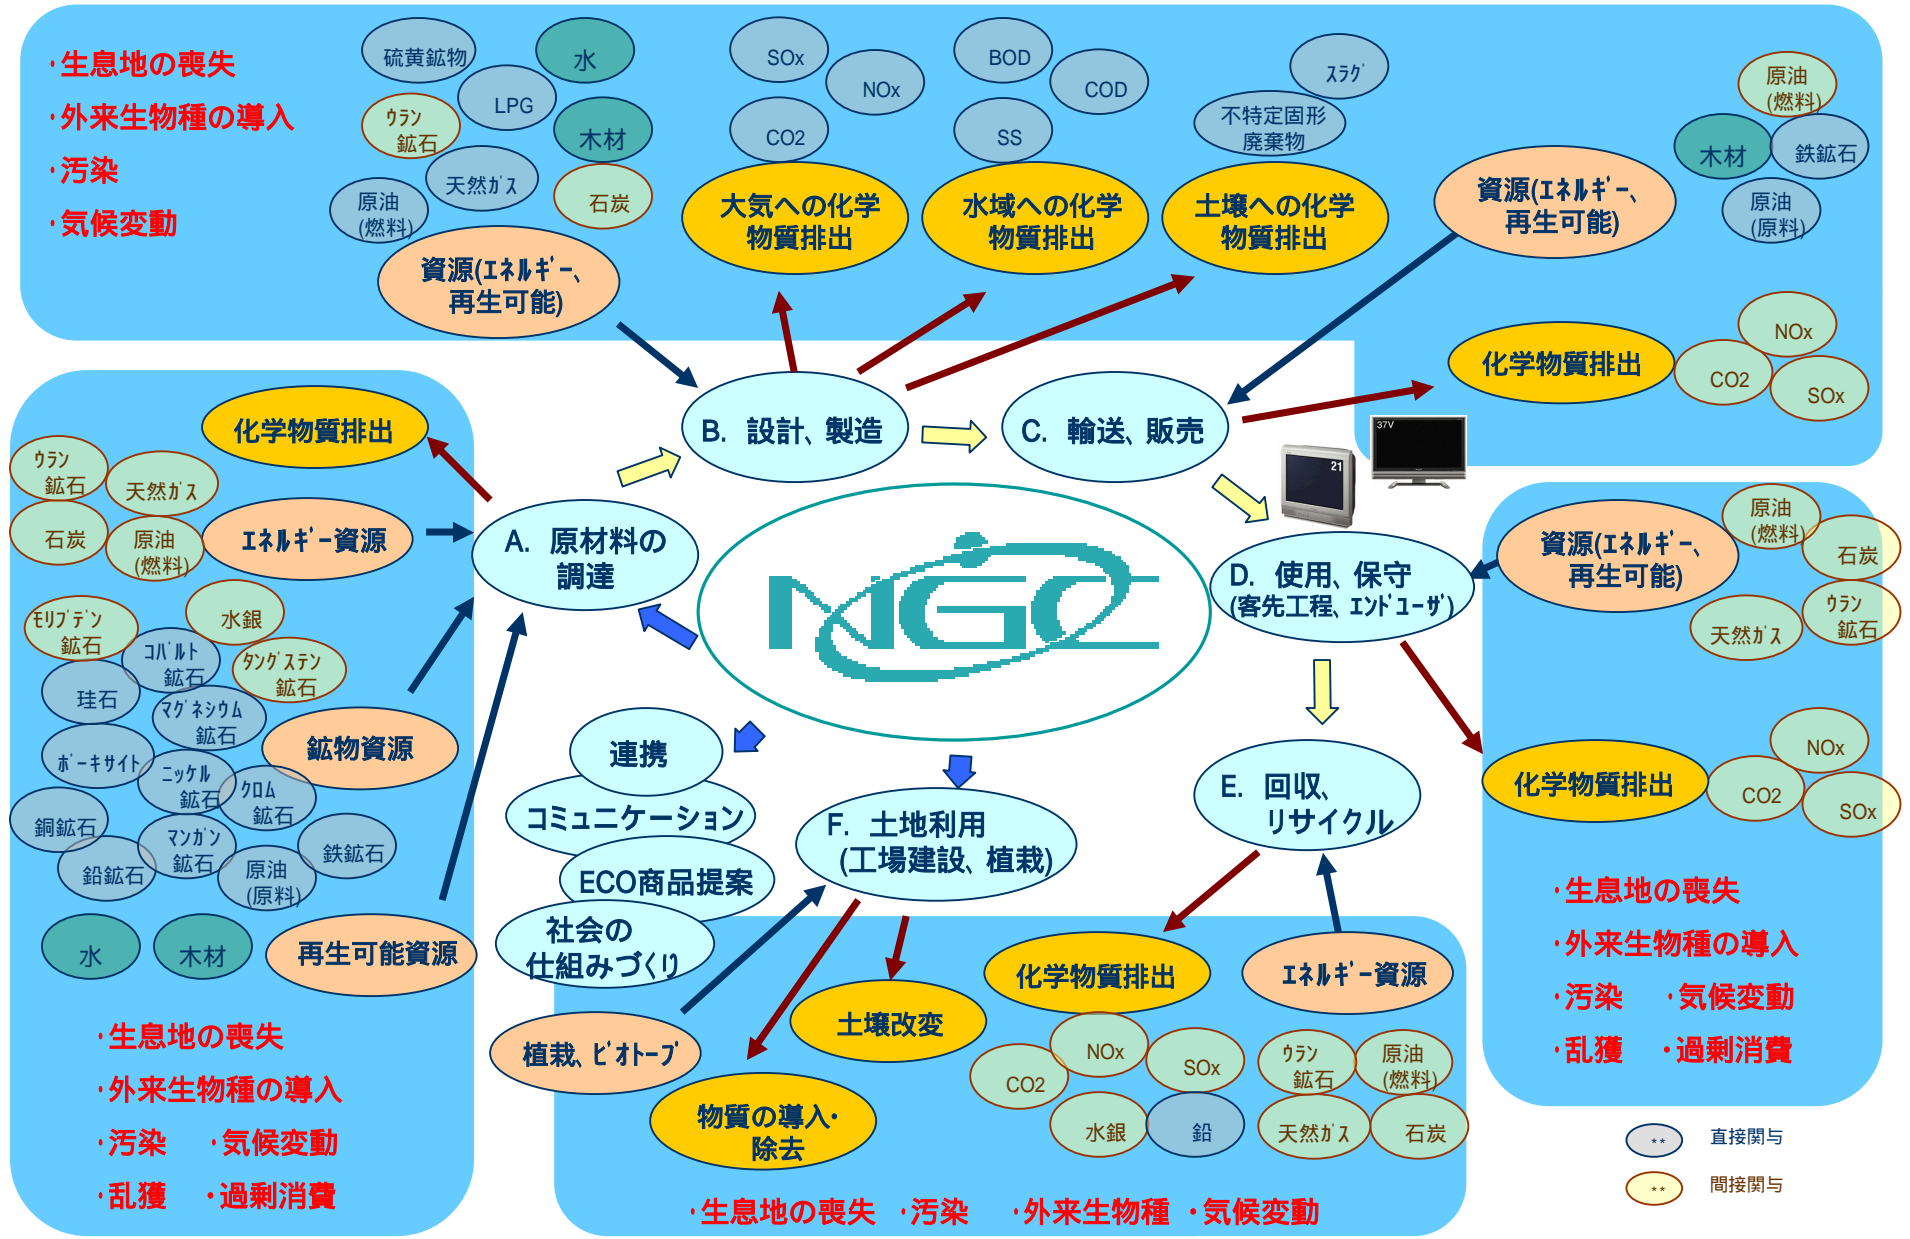 ・生息地の喪失
・外来生物種の導入
・汚染
・気候変動
硫黄鉱物
水
LPG
ｳﾗﾝ
鉱石
木材
天然ｶﾞｽ
原油
(燃料)
石炭
資源(ｴﾈﾙｷﾞｰ、
再生可能)
SOx
NOx
CO2
大気への化学
物質排出
BOD
COD
SS
水域への化学
物質排出
ｽﾗｸﾞ
不特定固形
廃棄物
土壌への化学
物質排出
資源(ｴﾈﾙｷﾞｰ、
再生可能)
原油
(燃料)
木材
鉄鉱石
原油
(原料)
化学物質排出
NOx
CO2
SOx
B. 設計、製造
C. 輸送、販売
37V
21
化学物質排出
ｳﾗﾝ
鉱石
天然ｶﾞｽ
石炭
原油
(燃料)
ｴﾈﾙｷﾞｰ資源
A. 原材料の
調達
ﾓﾘﾌﾞﾃﾞﾝ
鉱石
水銀
ｺﾊﾞﾙﾄ
鉱石
ﾀﾝｸﾞｽﾃﾝ
鉱石
珪石
ﾏｸﾞﾈｼｳﾑ
鉱石
鉱物資源
ﾎﾞｰｷｻｲﾄ
ﾆｯｹﾙ
鉱石
ｸﾛﾑ
鉱石
銅鉱石
ﾏﾝｶﾞﾝ
鉱石
鉄鉱石
鉛鉱石
原油
(原料)
水
木材
再生可能資源
・生息地の喪失
・外来生物種の導入
・汚染 ・気候変動
・乱獲 ・過剰消費
NGC
D. 使用、保守
(客先工程、ｴﾝﾄﾞﾕｰｻﾞ)
資源(ｴﾈﾙｷﾞｰ、
再生可能)
原油
(燃料)
石炭
天然ｶﾞｽ
ｳﾗﾝ
鉱石
化学物質排出
NOx
CO2
SOx
・生息地の喪失
・外来生物種の導入
・汚染 ・気候変動
・乱獲 ・過剰消費
連携
コミュニケーション
ECO商品提案
社会の
仕組みづくり
F. 土地利用
(工場建設、植栽)
E. 回収、
リサイクル
植栽、ﾋﾞｵﾄｰﾌﾟ
土壌改変
物質の導入・
除去
化学物質排出
ｴﾈﾙｷﾞｰ資源
CO2
NOx
SOx
水銀
鉛
ｳﾗﾝ
鉱石
原油
(燃料)
天然ｶﾞｽ
石炭
・生息地の喪失 ・汚染 ・外来生物種 ・気候変動
** 直接関与
** 間接関与